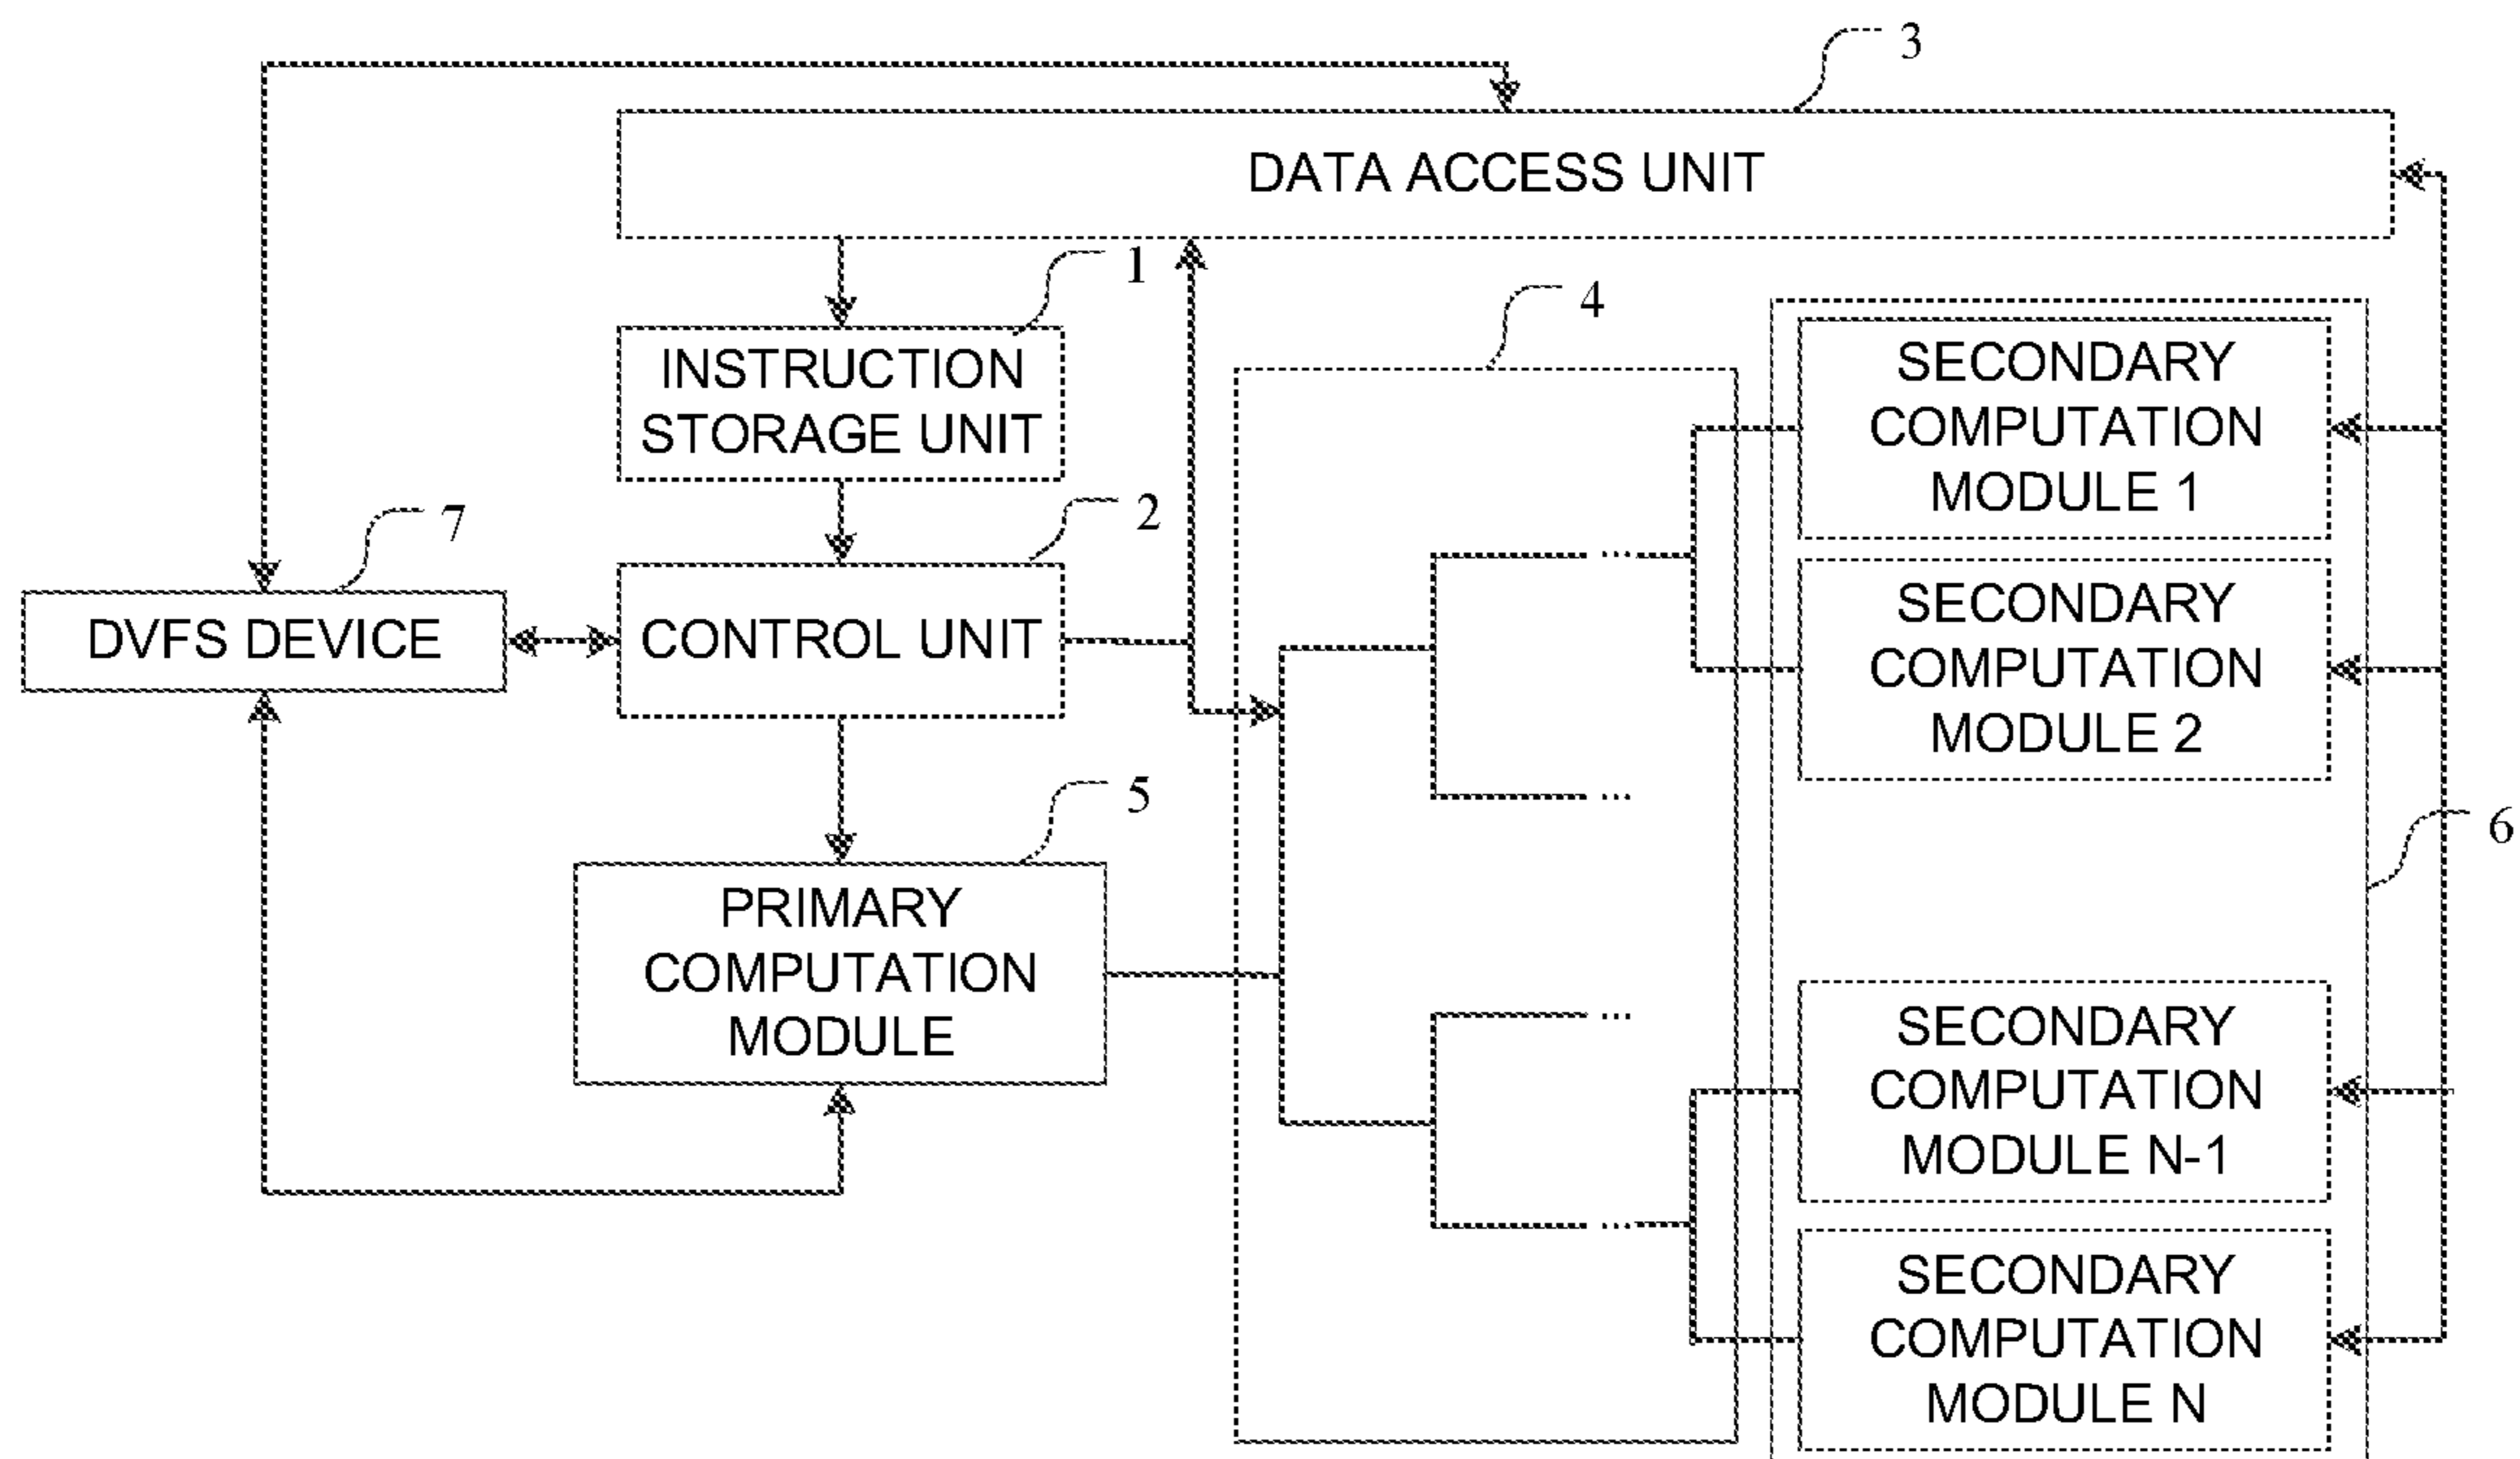 3
DATA ACCESS UNIT
1
4
INSTRUCTION
STORAGE UNIT
SECONDARY
COMPUTATION
MODULE 1
7
2
DVFS DEVICE
CONTROL UNIT
...
SECONDARY
COMPUTATION
MODULE 2
...
5
6
PRIMARY
COMPUTATION
MODULE
...
SECONDARY
COMPUTATION
MODULE N-1
...
SECONDARY
COMPUTATION
MODULE N